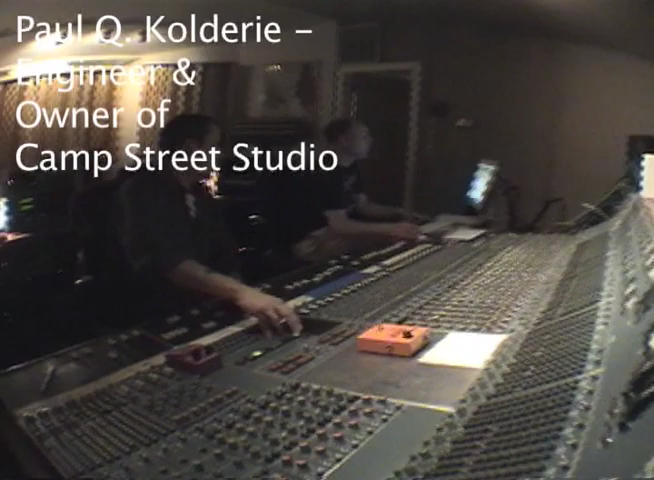 Paul Q. Kolderie –
Engineer &
Owner of
Camp Street Studio